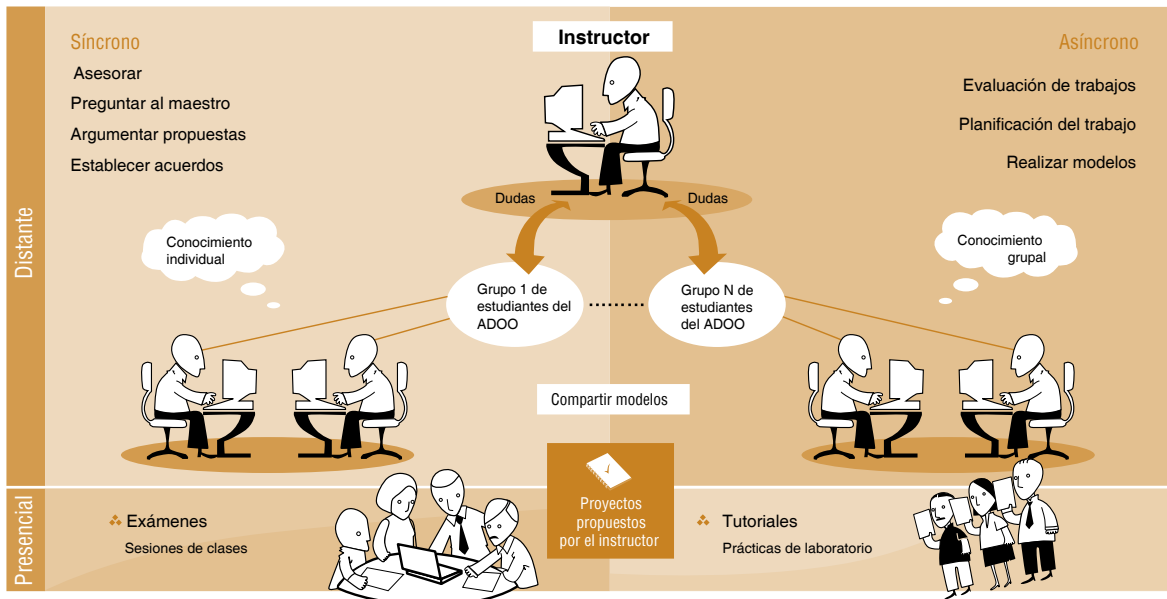 Instructor
Síncrono
Asesorar
Preguntar al maestro
Argumentar propuestas
Establecer acuerdos
Asíncrono
Evaluación de trabajos
Planificación del trabajo
Realizar modelos
Distante
Dudas
Dudas
Conocimiento
individual
Conocimiento
grupal
Grupo 1 de
estudiantes del
ADOO
Grupo N de
estudiantes
del ADOO
Compartir modelos
Presencial
Exámenes
Sesiones de clases
Proyectos
propuestos
por el instructor
Tutoriales
Prácticas de laboratorio